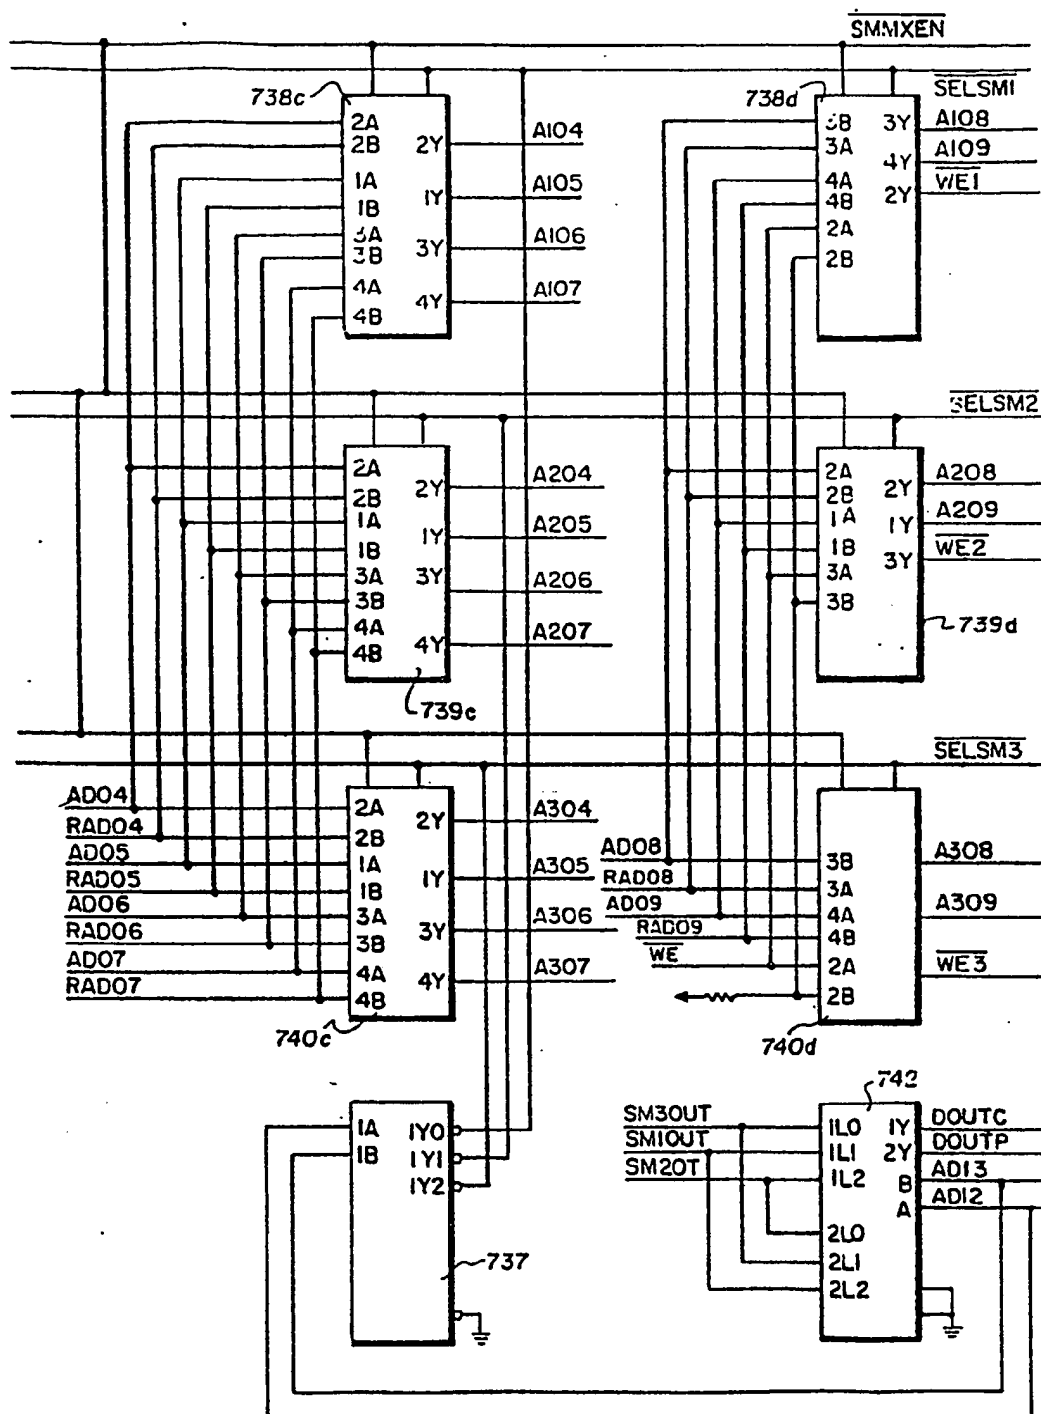 SMMXEN
SELSM1
738c
2A
2B
1A
1B
3A
3B
4A
4B
2Y
1Y
3Y
4Y
A104
A105
A106
A107
738d
3B
3A
4A
4B
2A
2B
3Y
4Y
2Y
A108
A109
WE1
SELSM2
2A
2B
1A
1B
3A
3B
4A
4B
2Y
1Y
3Y
4Y
A204
A205
A206
A207
739c
2A
2B
1A
1B
3A
3B
2Y
1Y
3Y
A208
A209
WE2
739d
SELSM3
AD04
RAD04
AD05
RAD05
AD06
RAD06
AD07
RAD07
2A
2B
1A
1B
3A
3B
4A
4B
2Y
1Y
3Y
4Y
A304
A305
A306
A307
740c
AD08
RAD08
AD09
RAD09
WE
3B
3A
4A
4B
2A
2B
A308
A309
WE3
740d
1A
1B
1Y0
1Y1
1Y2
737
742
SM3OUT
SM1OUT
SM2OT
1L0
1L1
1L2
2L0
2L1
2L2
1Y
2Y
B
A
DOUTC
DOUTP
AD13
AD12